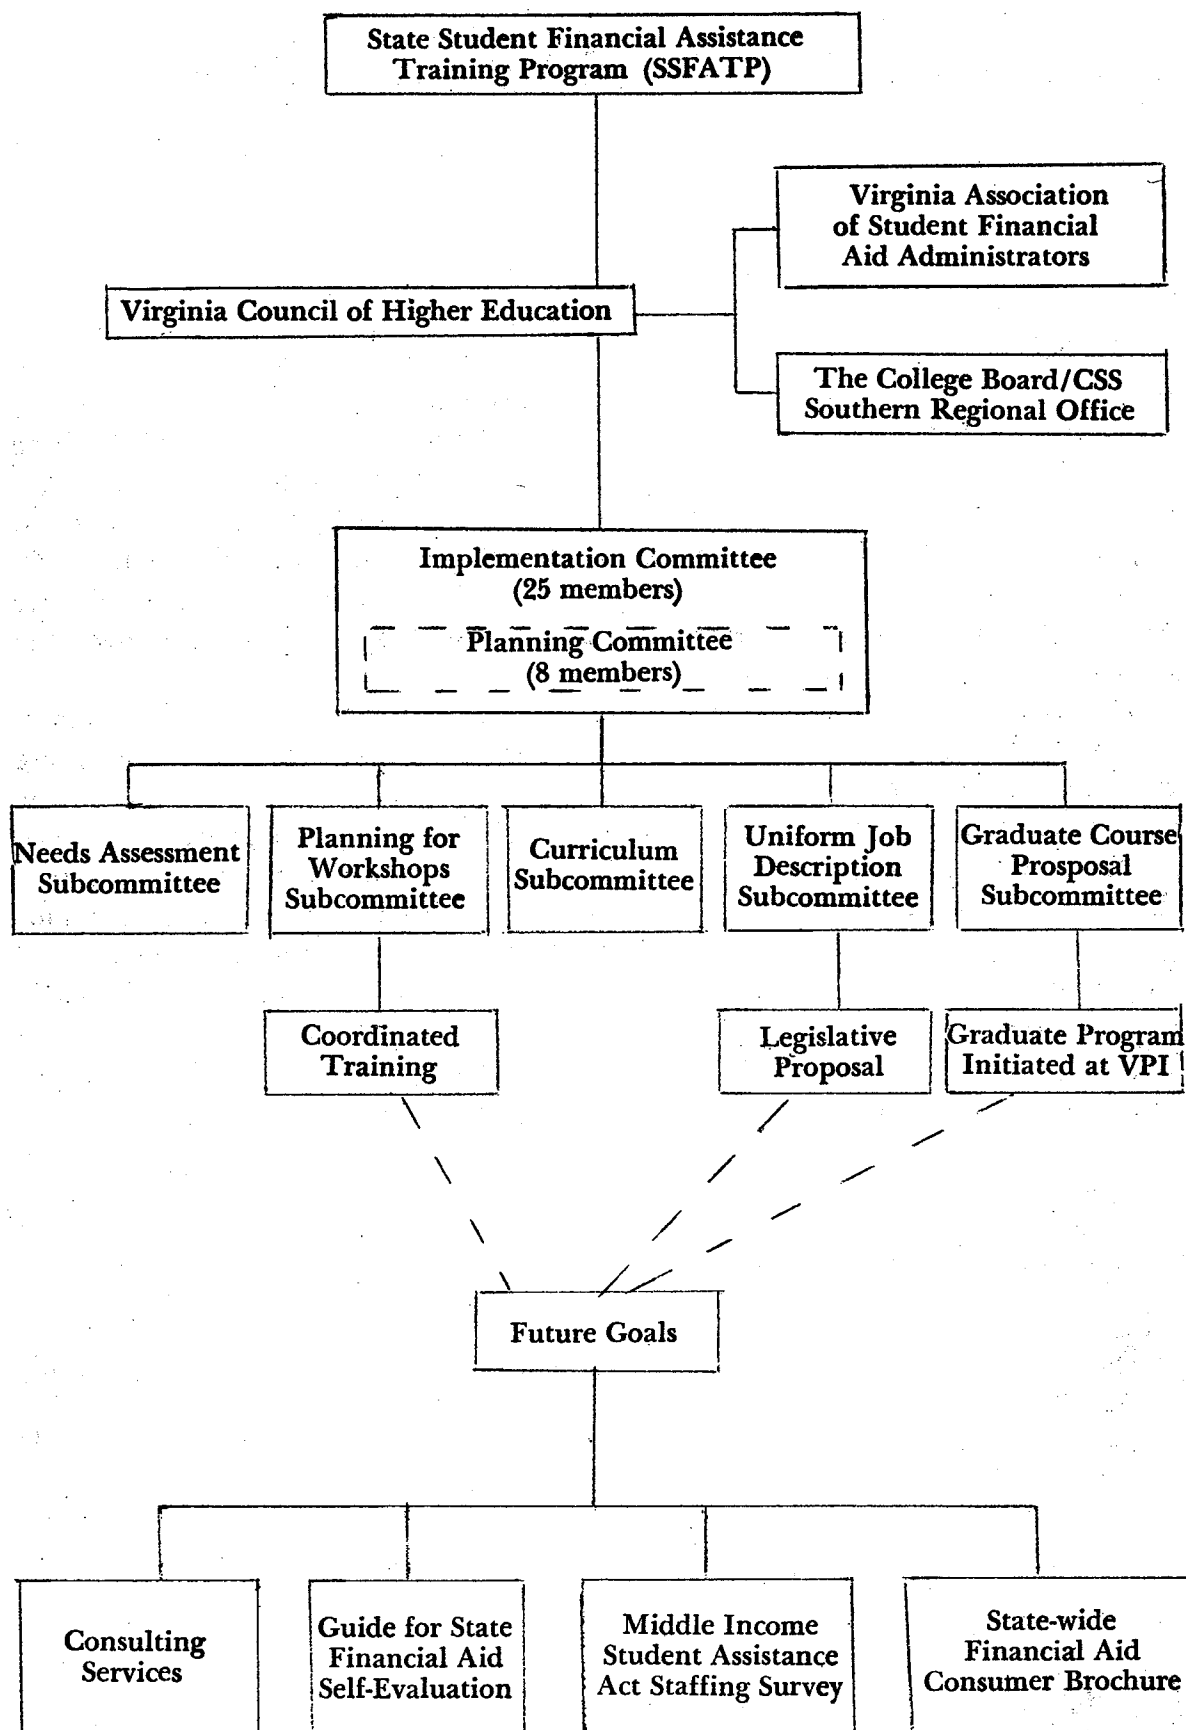 State Student Financial Assistance
Training Program (SSFATP)
Virginia Association
of Student Financial
Aid Administrators
Virginia Council of Higher Education
The College Board/CSS
Southern Regional Office
Implementation Committee
(25 members)
Planning Committee
(8 members)
Needs Assessment
Subcommittee
Planning for
Workshops
Subcommittee
Curriculum
Subcommittee
Uniform Job
Description
Subcommittee
Graduate Course
Prosposal
Subcommittee
Coordinated
Training
Legislative
Proposal
Graduate Program
Initiated at VPI
Future Goals
Consulting
Services
Guide for State
Financial Aid
Self-Evaluation
Middle Income
Student Assistance
Act Staffing Survey
State-wide
Financial Aid
Consumer Brochure